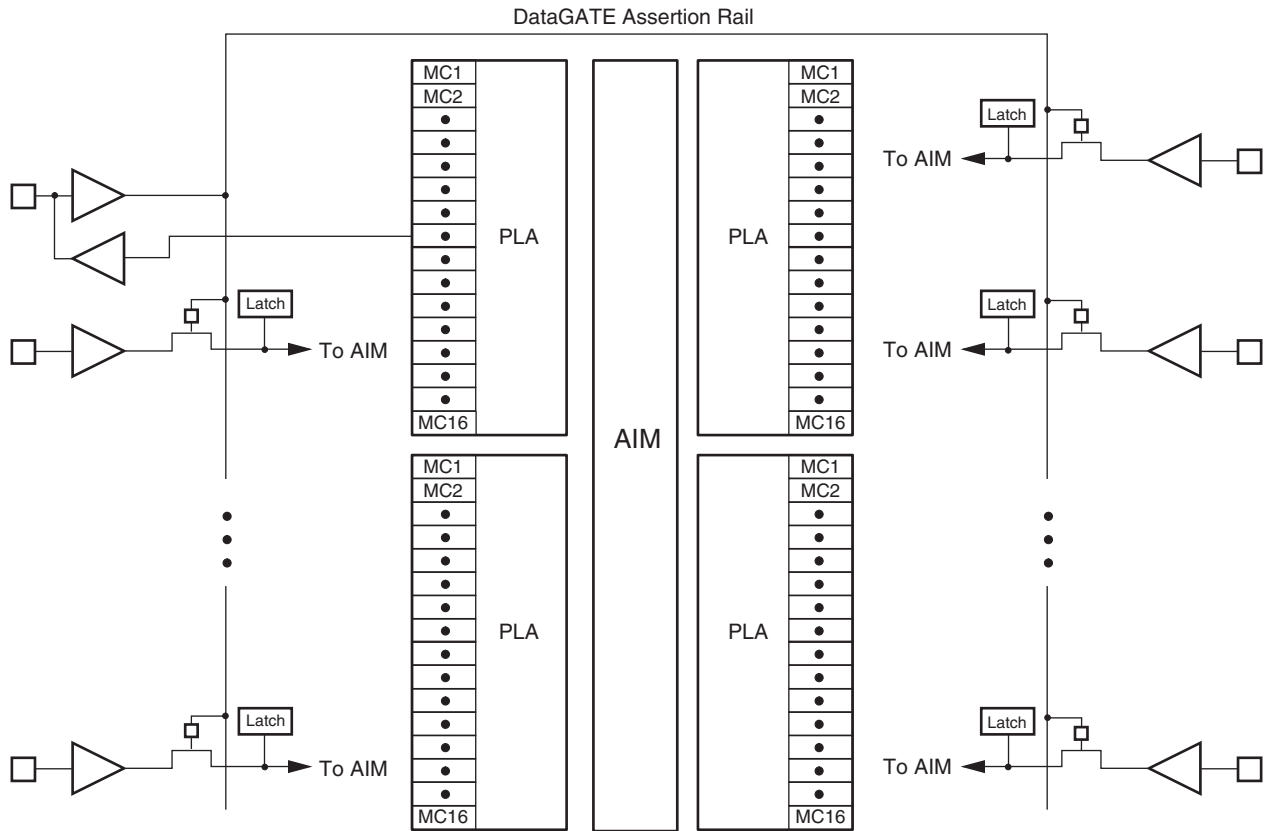 DataGATE Assertion Rail
MC1
MC2
PLA
MC16
MC1
MC2
PLA
MC16
Latch
To AIM
Latch
To AIM
AIM
MC1
MC2
PLA
MC16
MC1
MC2
PLA
MC16
Latch
To AIM
Latch
To AIM
Latch
To AIM